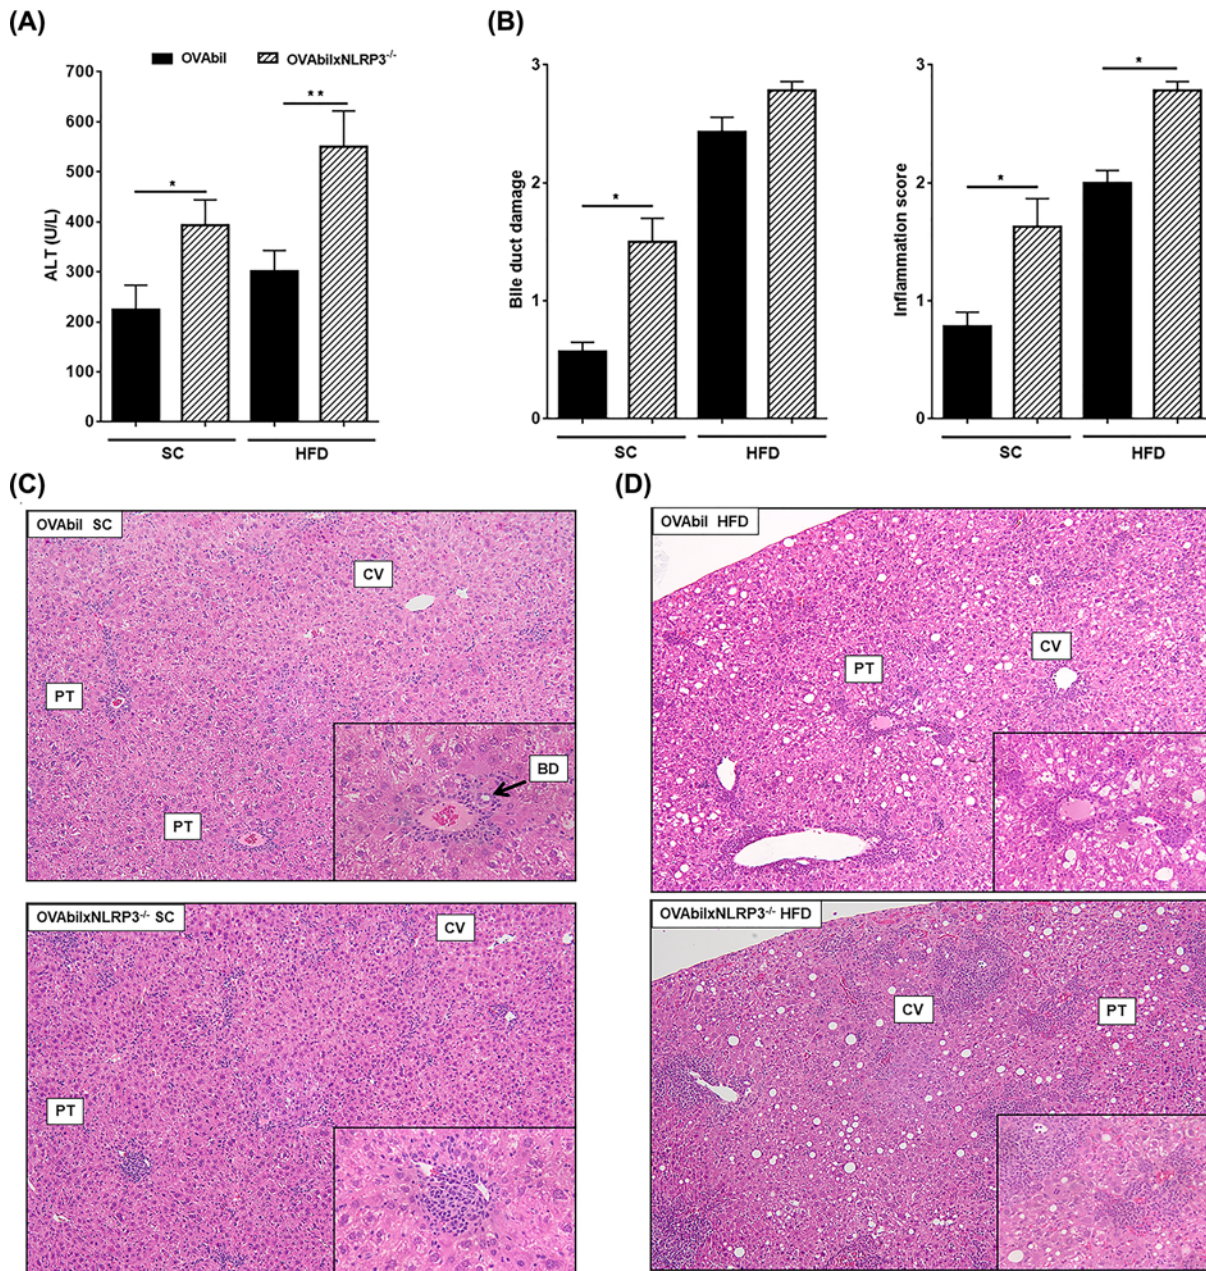 (A)
OVAbil
OVAbilxNLRP3-/-
700
600
500
400
300
200
100
0
ALT (U/L)
*
**
SC
HFD
(B)
3
2
1
0
Bile duct damage
*
SC
HFD
3
2
1
0
Inflammation score
*
*
SC
HFD
(C)
OVAbil SC
CV
PT
PT
BD
OVAbilxNLRP3-/- SC
CV
PT
(D)
OVAbil HFD
PT
CV
OVAbilxNLRP3-/- HFD
CV
PT